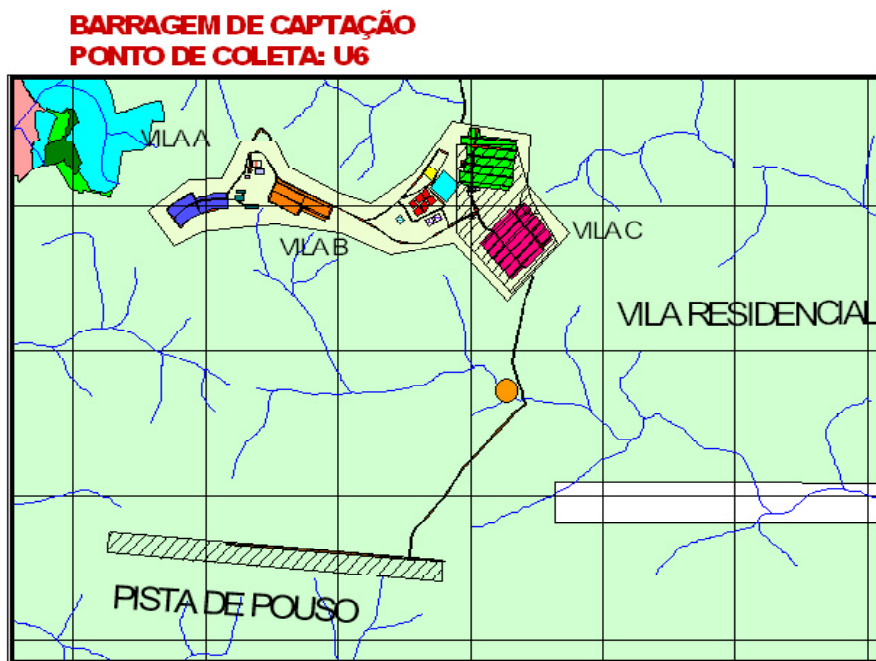 BARRAGEM DE CAPTAÇÃO
PONTO DE COLETA: U6
VILA A
VILA B
VILA C
VILA RESIDENCIAL
PISTA DE POUSO